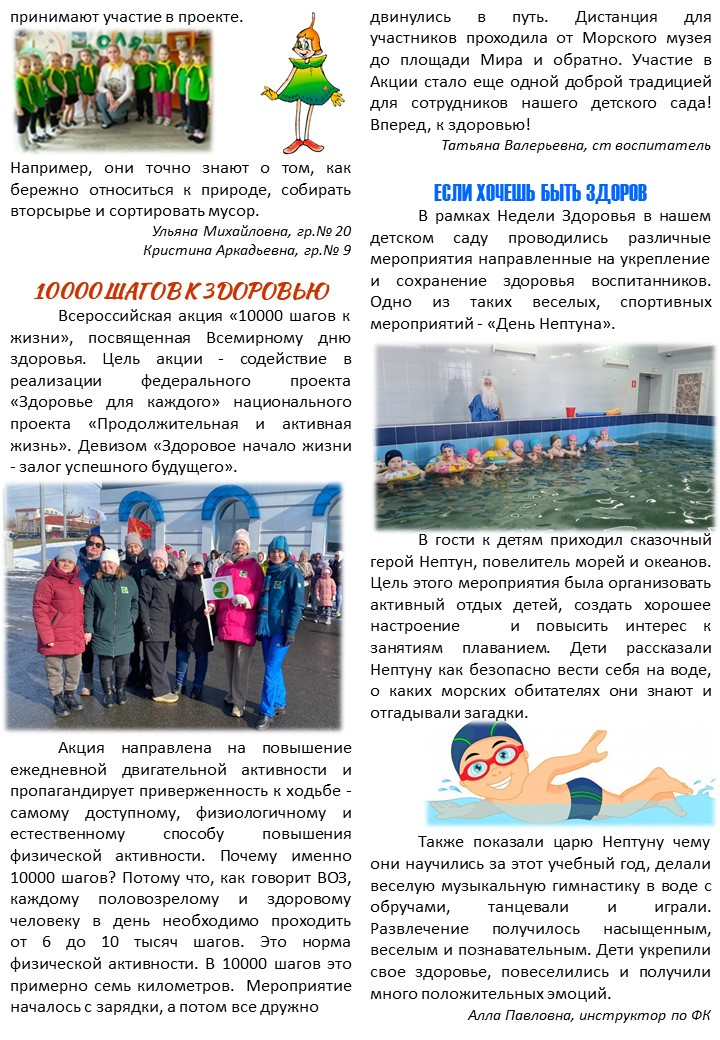 принимают участие в проекте.
Например, они точно знают о том, как
бережно относиться к природе, собирать
вторсырье и сортировать мусор.
Ульяна Михайловна, гр.№ 20
Кристина Аркадьевна, гр.№ 9
10000 ШАГОВ К ЗДОРОВЬЮ
Всероссийская акция «10000 шагов к
жизни», посвященная Всемирному дню
здоровья. Цель акции - содействие в
реализации федерального проекта
«Здоровье для каждого» национального
проекта «Продолжительная и активная
жизнь». Девизом «Здоровое начало жизни
- залог успешного будущего».
Акция направлена на повышение
ежедневной двигательной активности и
пропагандирует приверженность к ходьбе -
самому доступному, физиологичному и
естественному способу повышения
физической активности. Почему именно
10000 шагов? Потому что, как говорит ВОЗ,
каждому половозрелому и здоровому
человеку в день необходимо проходить
от 6 до 10 тысяч шагов. Это норма
физической активности. В 10000 шагов это
примерно семь километров. Мероприятие
началось с зарядки, а потом все дружно
двинулись в путь. Дистанция для
участников проходила от Морского музея
до площади Мира и обратно. Участие в
Акции стало еще одной доброй традицией
для сотрудников нашего детского сада!
Вперед, к здоровью!
Татьяна Валерьевна, ст воспитатель
ЕСЛИ ХОЧЕШЬ БЫТЬ ЗДОРОВ
В рамках Недели Здоровья в нашем
детском саду проводились различные
мероприятия направленные на укрепление
и сохранение здоровья воспитанников.
Одно из таких веселых, спортивных
мероприятий - «День Нептуна».
В гости к детям приходил сказочный
герой Нептун, повелитель морей и океанов.
Цель этого мероприятия была организовать
активный отдых детей, создать хорошее
настроение и повысить интерес к
занятиям плаванием. Дети рассказали
Нептуну как безопасно вести себя на воде,
о каких морских обитателях они знают и
отгадывали загадки.
Также показали царю Нептуну чему
они научились за этот учебный год, делали
веселую музыкальную гимнастику в воде с
обручами, танцевали и играли.
Развлечение получилось насыщенным,
веселым и познавательным. Дети укрепили
свое здоровье, повеселились и получили
много положительных эмоций.
Алла Павловна, инструктор по ФК